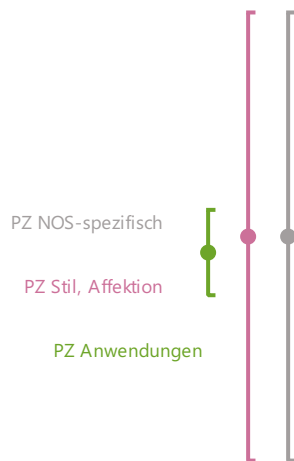 PZ NOS-spezifisch
PZ Stil, Affektion
PZ Anwendungen